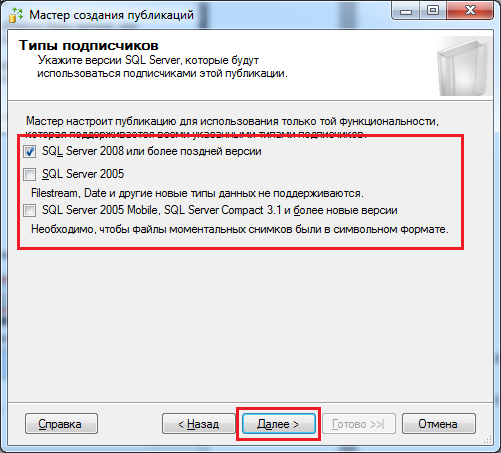 Мастер создания публикаций
Типы подписчиков
Укажите версии SQL Server, которые будут
использоваться подписчиками этой публикации.
Мастер настроит публикацию для использования только той функциональности,
которая поддерживается всеми указанными типами подписчиков.
SQL Server 2008 или более поздней версии
SQL Server 2005
Filestream, Date и другие новые типы данных не поддерживаются.
SQL Server 2005 Mobile, SQL Server Compact 3.1 и более новые версии
Необходимо, чтобы файлы моментальных снимков были в символьном формате.
Справка
< Назад
Далее >
Готово >>|
Отмена